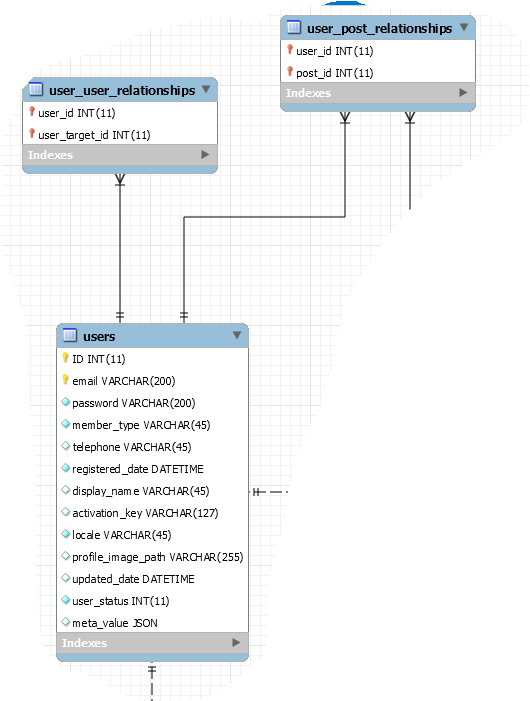 user_post_relationships
user_id INT(11)
post_id INT(11)
Indexes
user_user_relationships
user_id INT(11)
user_target_id INT(11)
Indexes
users
ID INT(11)
email VARCHAR(200)
password VARCHAR(200)
member_type VARCHAR(45)
telephone VARCHAR(45)
registered_date DATETIME
display_name VARCHAR(45)
activation_key VARCHAR(127)
locale VARCHAR(45)
profile_image_path VARCHAR(255)
updated_date DATETIME
user_status INT(11)
meta_value JSON
Indexes